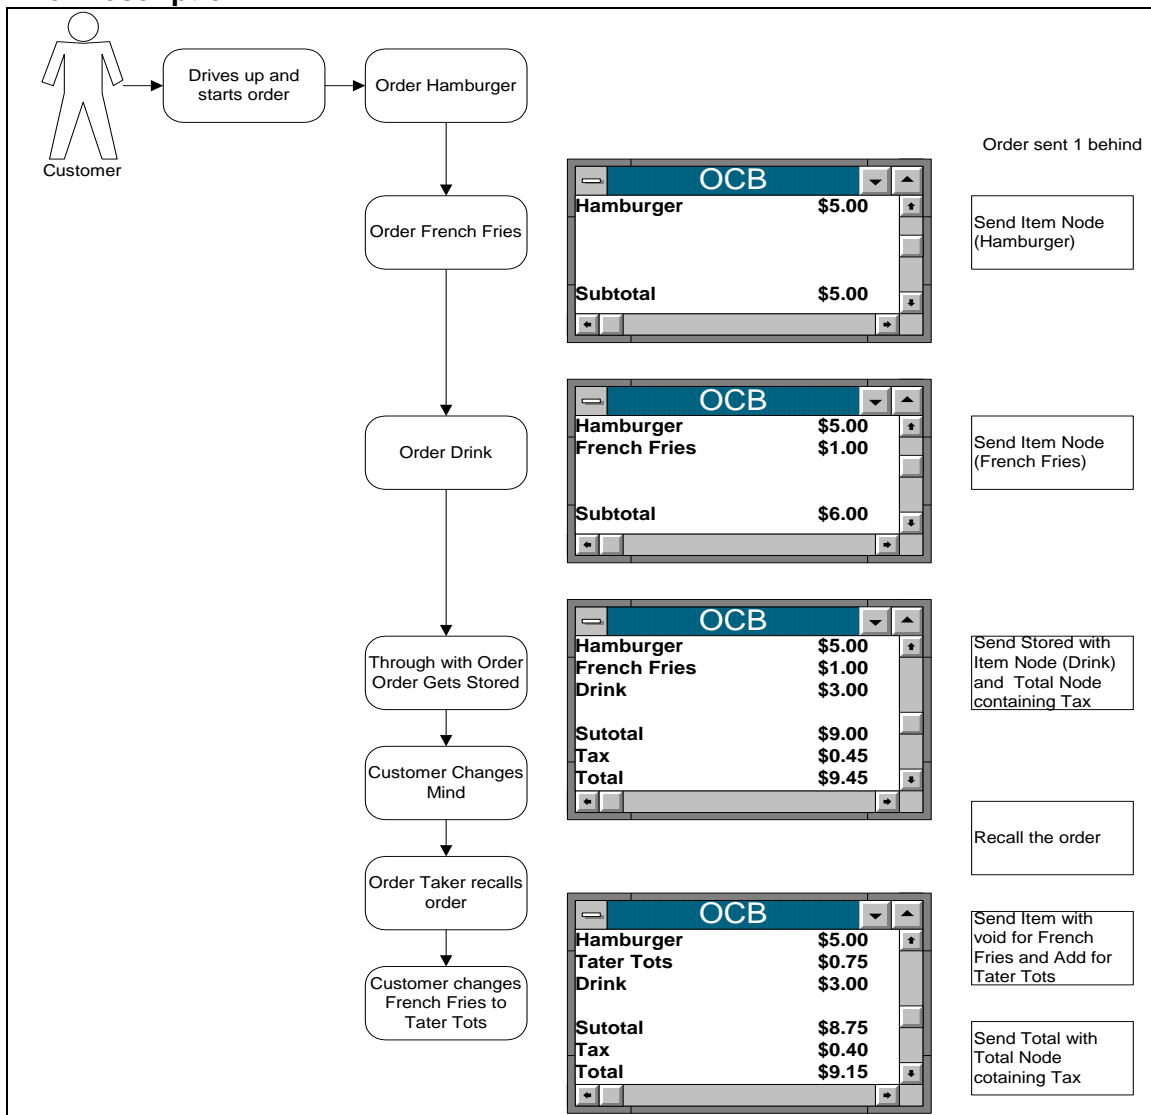 Drives up and
starts order
Order Hamburger
Customer
Order sent 1 behind
Order French Fries
OCB
Hamburger $5.00
Subtotal $5.00
Send Item Node
(Hamburger)
Order Drink
OCB
Hamburger $5.00
French Fries $1.00
Subtotal $6.00
Send Item Node
(French Fries)
Through with Order
Order Gets Stored
OCB
Hamburger $5.00
French Fries $1.00
Drink $3.00
Sutotal $9.00
Tax $0.45
Total $9.45
Send Stored with
Item Node (Drink)
and Total Node
containing Tax
Customer Changes
Mind
Recall the order
Order Taker recalls
order
OCB
Hamburger $5.00
Tater Tots $0.75
Drink $3.00
Sutotal $8.75
Tax $0.40
Total $9.15
Send Item with
void for French
Fries and Add for
Tater Tots
Customer changes
French Fries to
Tater Tots
Send Total with
Total Node
cotaining Tax